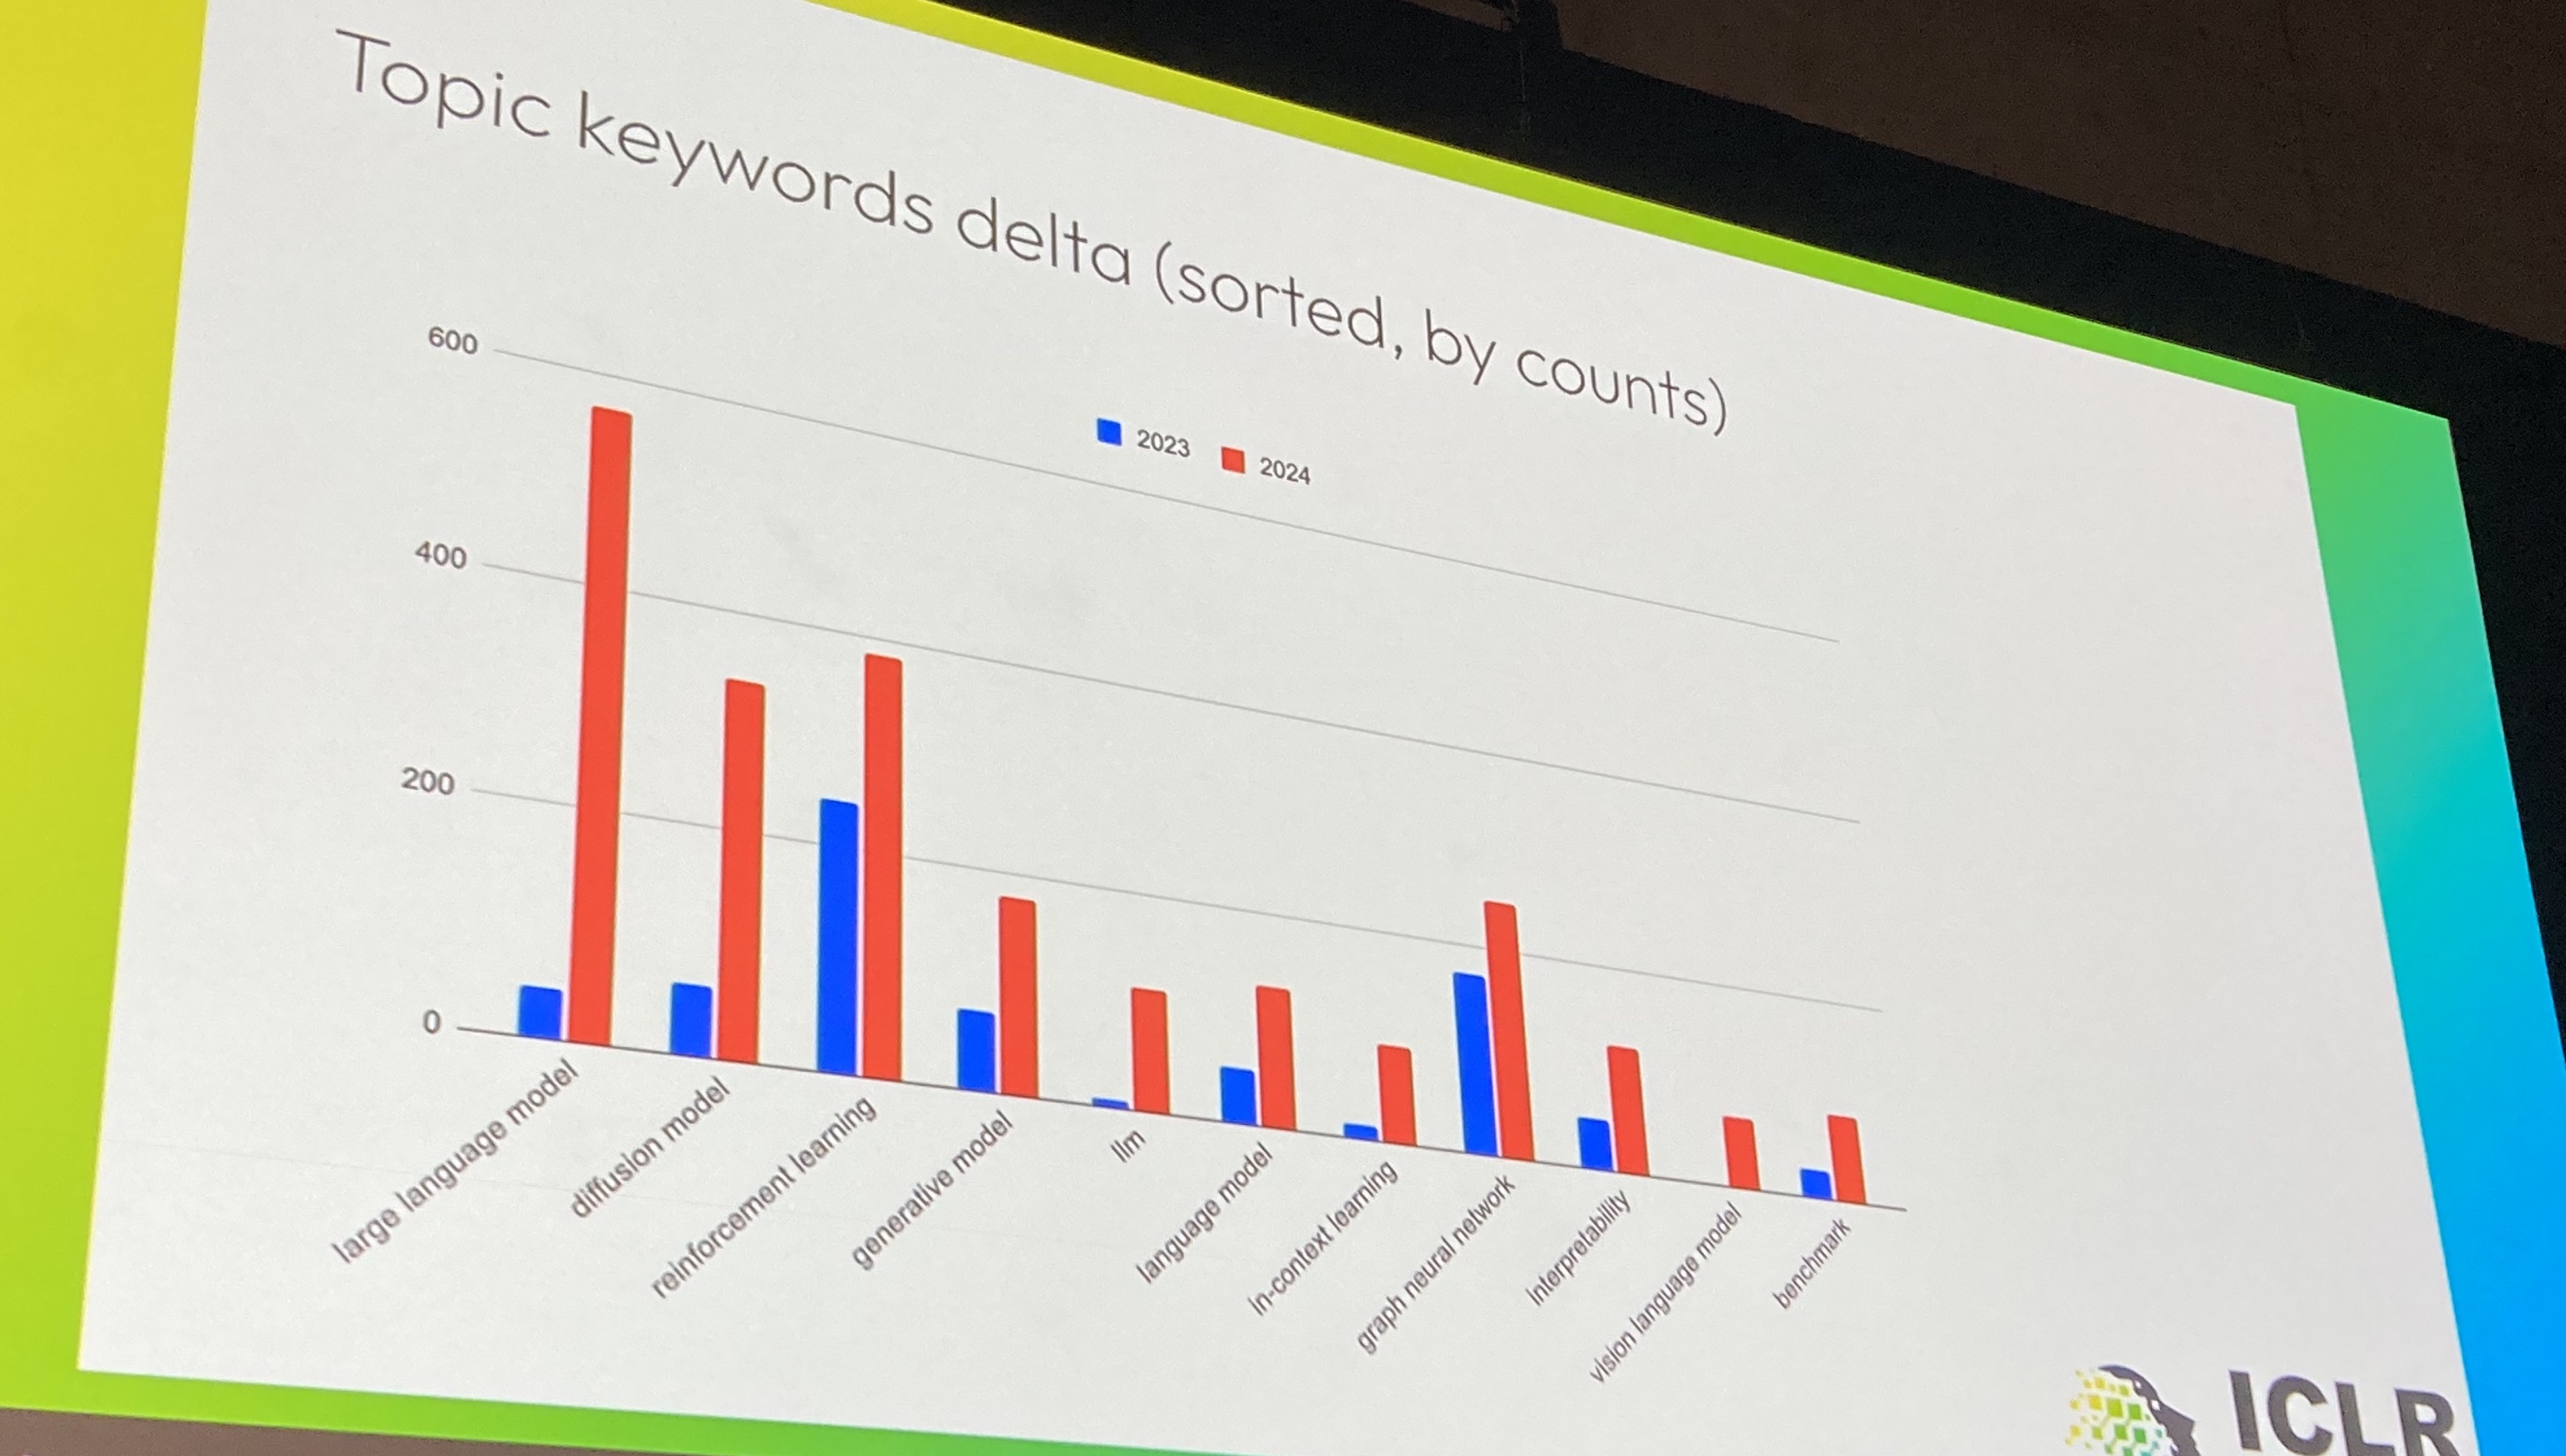 Topic keywords delta (sorted, by counts)
2023 2024
600
400
200
0
large language model
diffusion model
reinforcement learning
generative model
llm
language model
in-context learning
graph neural network
interpretability
vision language model
benchmark
ICLR